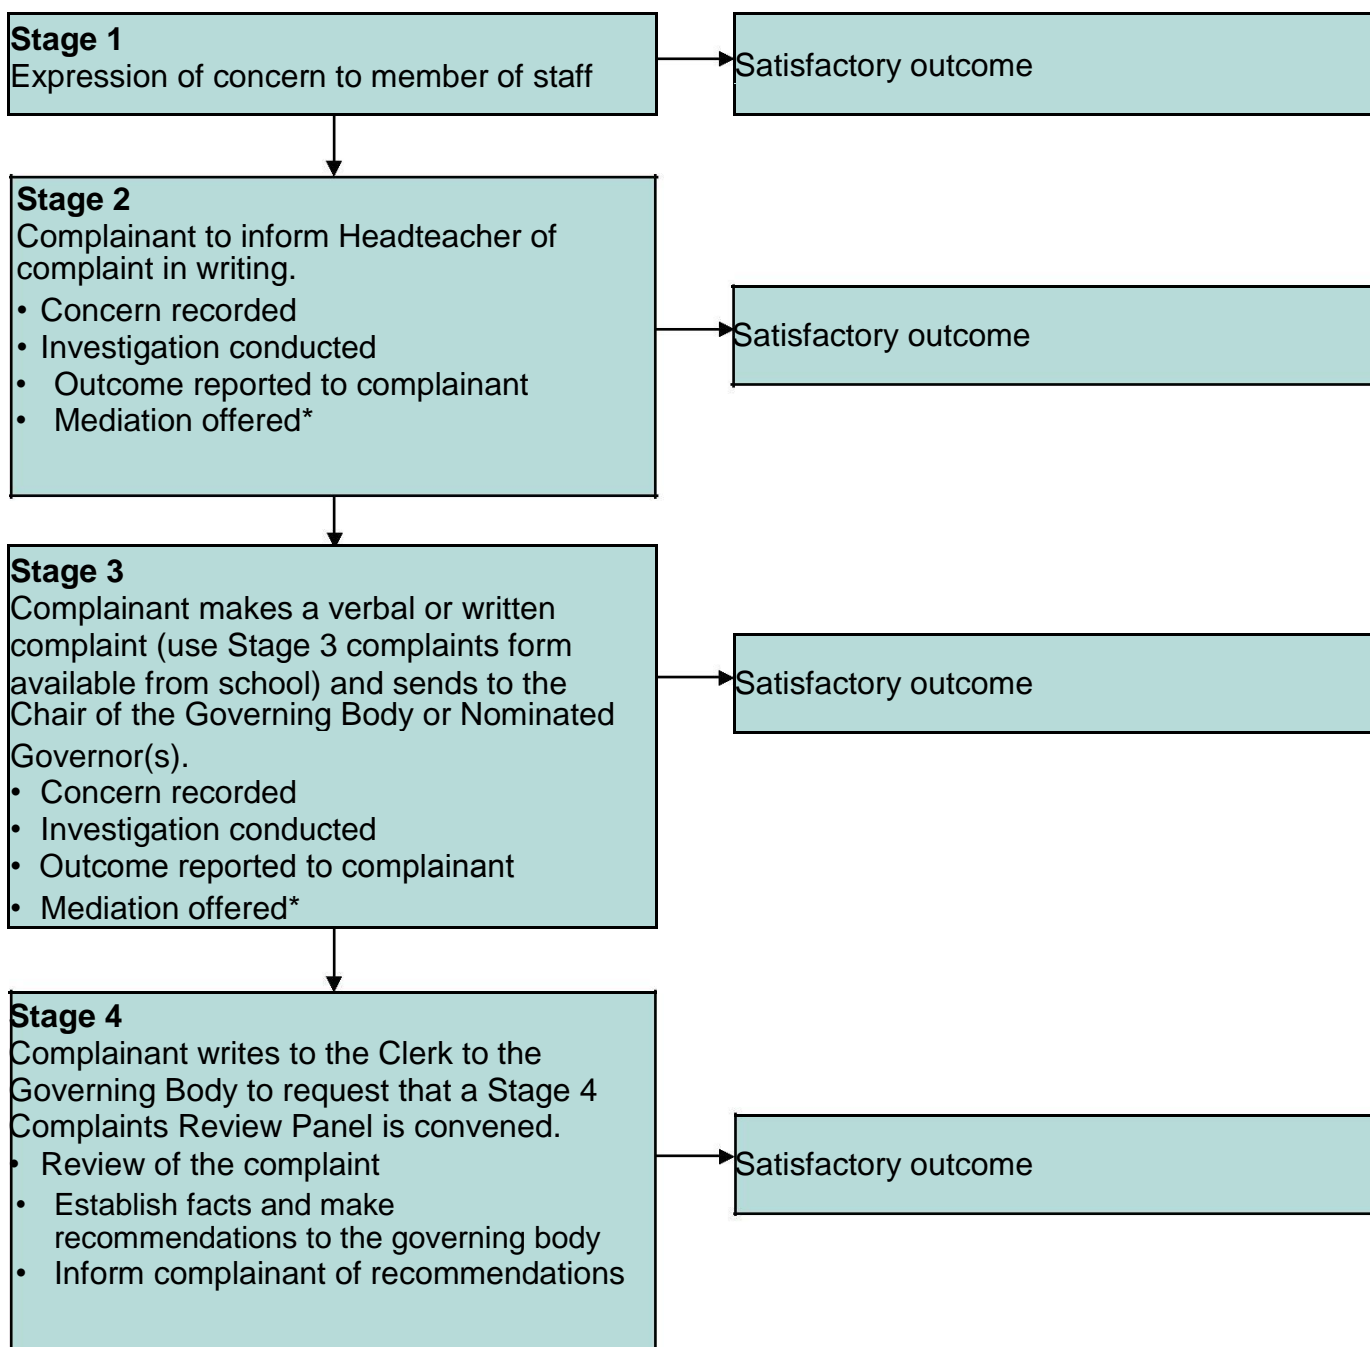 Stage 1
Expression of concern to member of staff
Satisfactory outcome
Stage 2
Complainant to inform Headteacher of
complaint in writing.
• Concern recorded
• Investigation conducted
• Outcome reported to complainant
• Mediation offered*
Satisfactory outcome
Stage 3
Complainant makes a verbal or written
complaint (use Stage 3 complaints form
available from school) and sends to the
Chair of the Governing Body or Nominated
Governor(s).
• Concern recorded
• Investigation conducted
• Outcome reported to complainant
• Mediation offered*
Satisfactory outcome
Stage 4
Complainant writes to the Clerk to the
Governing Body to request that a Stage 4
Complaints Review Panel is convened.
• Review of the complaint
• Establish facts and make
recommendations to the governing body
• Inform complainant of recommendations
Satisfactory outcome